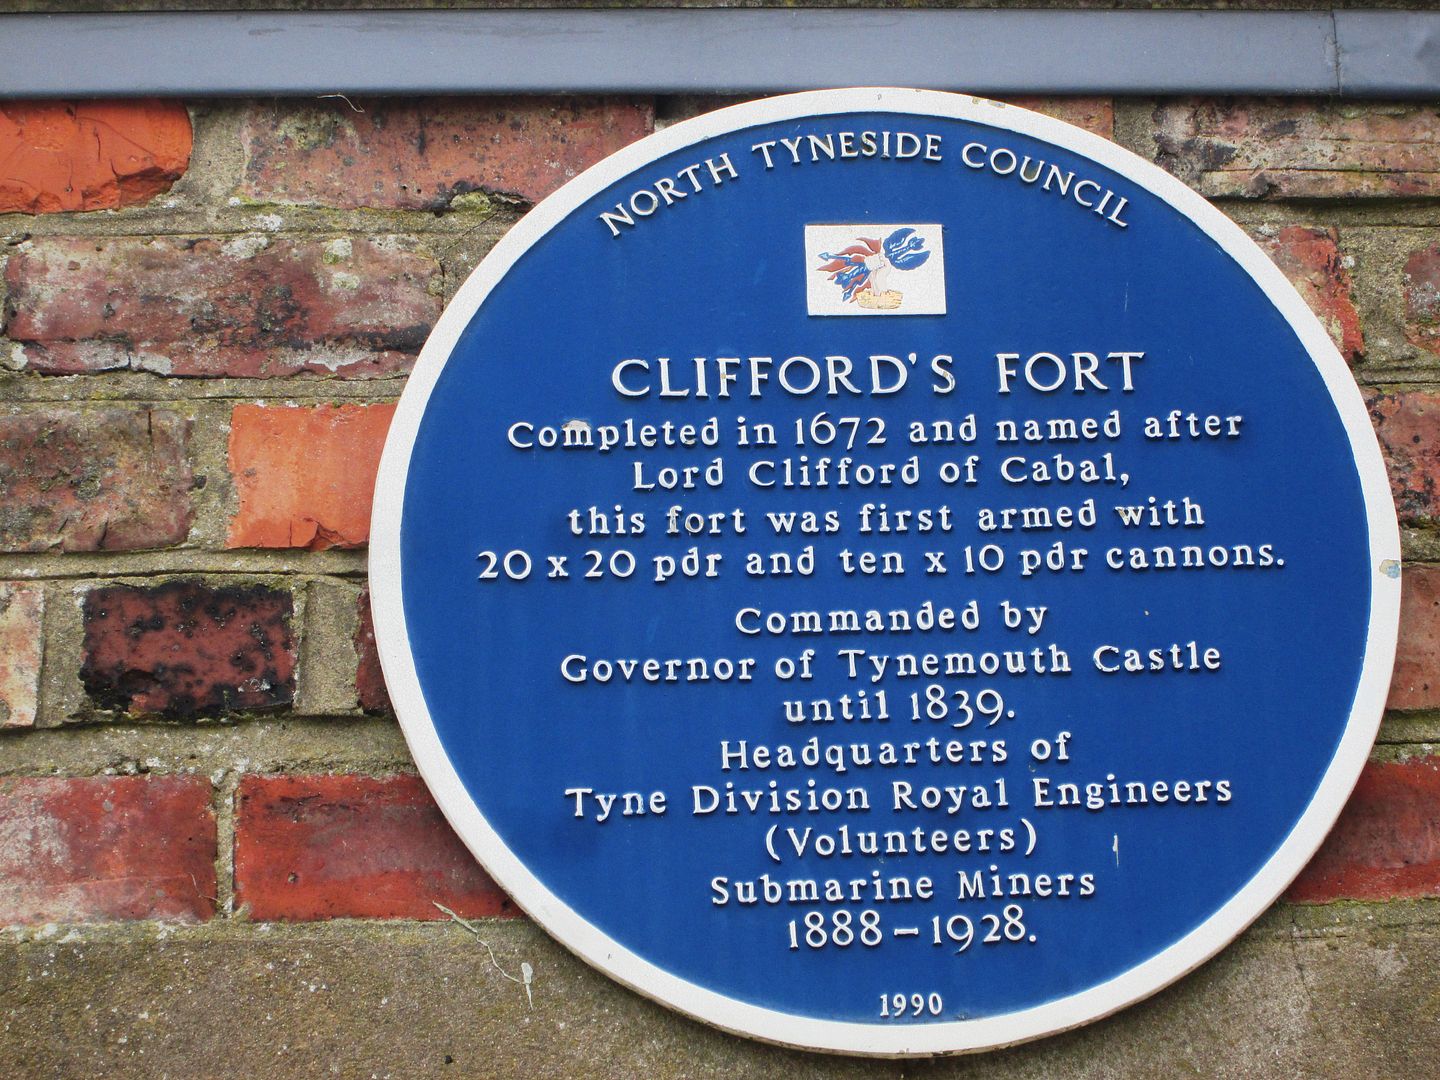 NORTH TYNESIDE COUNCIL
CLIFFORD'S FORT
Completed in 1672 and named after
Lord Clifford of Cabal,
this fort was first armed with
20 x 20 pdr and ten x 10 pdr cannons.
Commanded by
Governor of Tynemouth Castle
until 1839.
Headquarters of
Tyne Division Royal Engineers
(Volunteers)
Submarine Miners
1888 – 1928.
1990